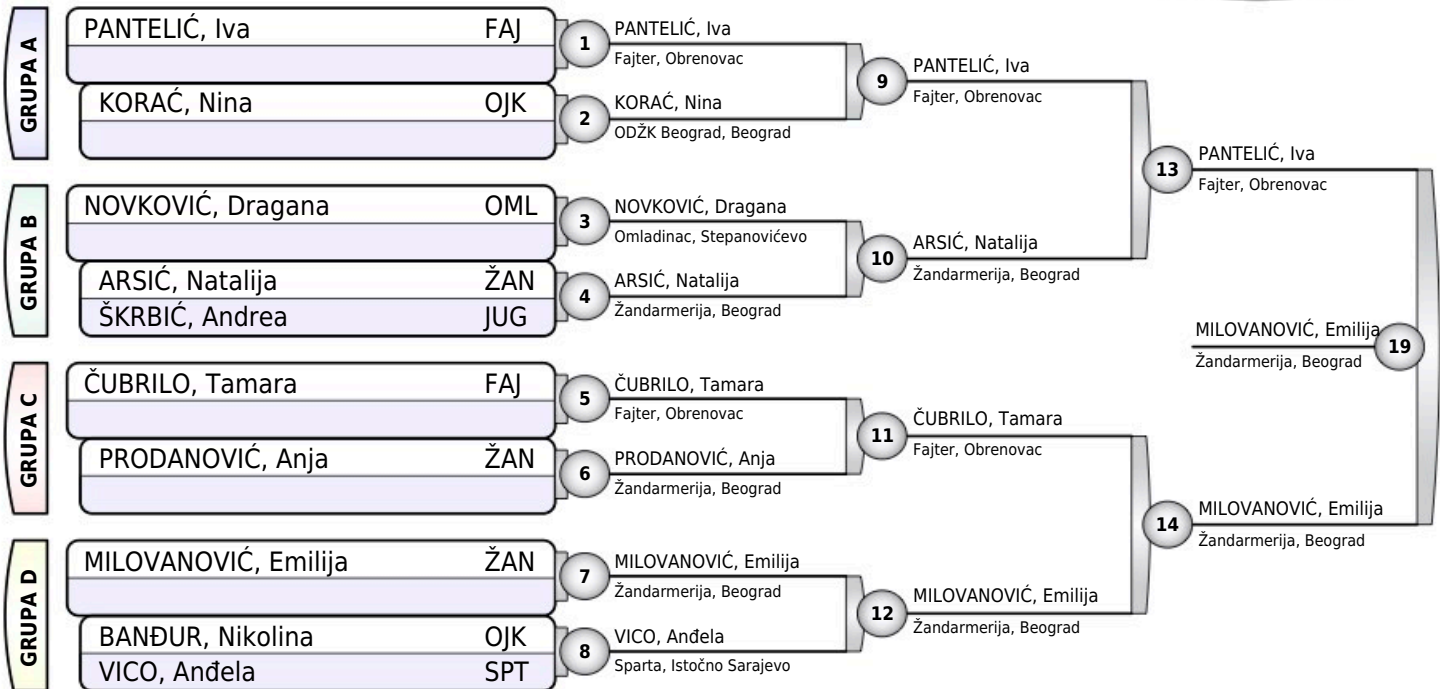 GRUPA A
PANTELIĆ, Iva FAJ
KORAĆ, Nina OJK
1
PANTELIĆ, Iva
Fajter, Obrenovac
2
KORAĆ, Nina
ODŽK Beograd, Beograd
9
PANTELIĆ, Iva
Fajter, Obrenovac
GRUPA B
NOVKOVIĆ, Dragana OML
ARSIĆ, Natalija ŽAN
ŠKRBIĆ, Andrea JUG
3
NOVKOVIĆ, Dragana
Omladinac, Stepanovićevo
4
ARSIĆ, Natalija
Žandarmerija, Beograd
10
ARSIĆ, Natalija
Žandarmerija, Beograd
13
PANTELIĆ, Iva
Fajter, Obrenovac
GRUPA C
ČUBRILO, Tamara FAJ
PRODANOVIĆ, Anja ŽAN
5
ČUBRILO, Tamara
Fajter, Obrenovac
6
PRODANOVIĆ, Anja
Žandarmerija, Beograd
11
ČUBRILO, Tamara
Fajter, Obrenovac
GRUPA D
MILOVANOVIĆ, Emilija ŽAN
BANĐUR, Nikolina OJK
VICO, Anđela SPT
7
MILOVANOVIĆ, Emilija
Žandarmerija, Beograd
8
VICO, Anđela
Sparta, Istočno Sarajevo
12
MILOVANOVIĆ, Emilija
Žandarmerija, Beograd
14
MILOVANOVIĆ, Emilija
Žandarmerija, Beograd
MILOVANOVIĆ, Emilija
Žandarmerija, Beograd
19